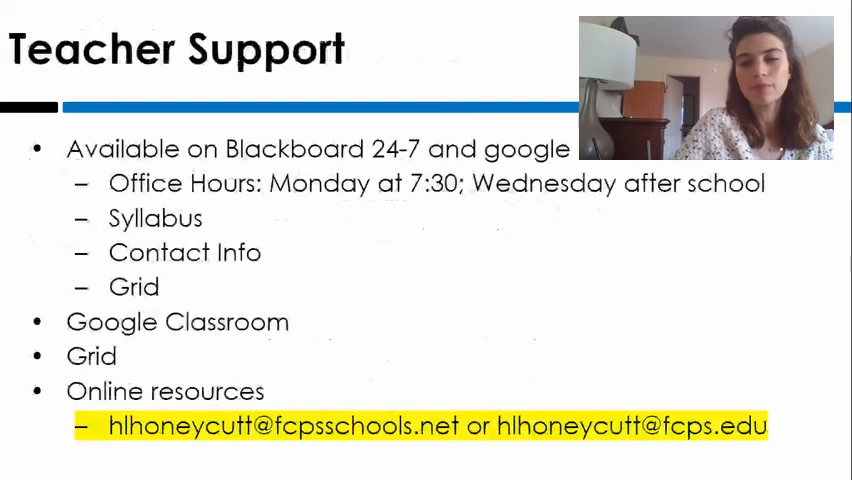 Teacher Support
• Available on Blackboard 24-7 and google
– Office Hours: Monday at 7:30; Wednesday after school
– Syllabus
– Contact Info
– Grid
• Google Classroom
• Grid
• Online resources
– hlhoneycutt@fcpsschools.net or hlhoneycutt@fcps.edu